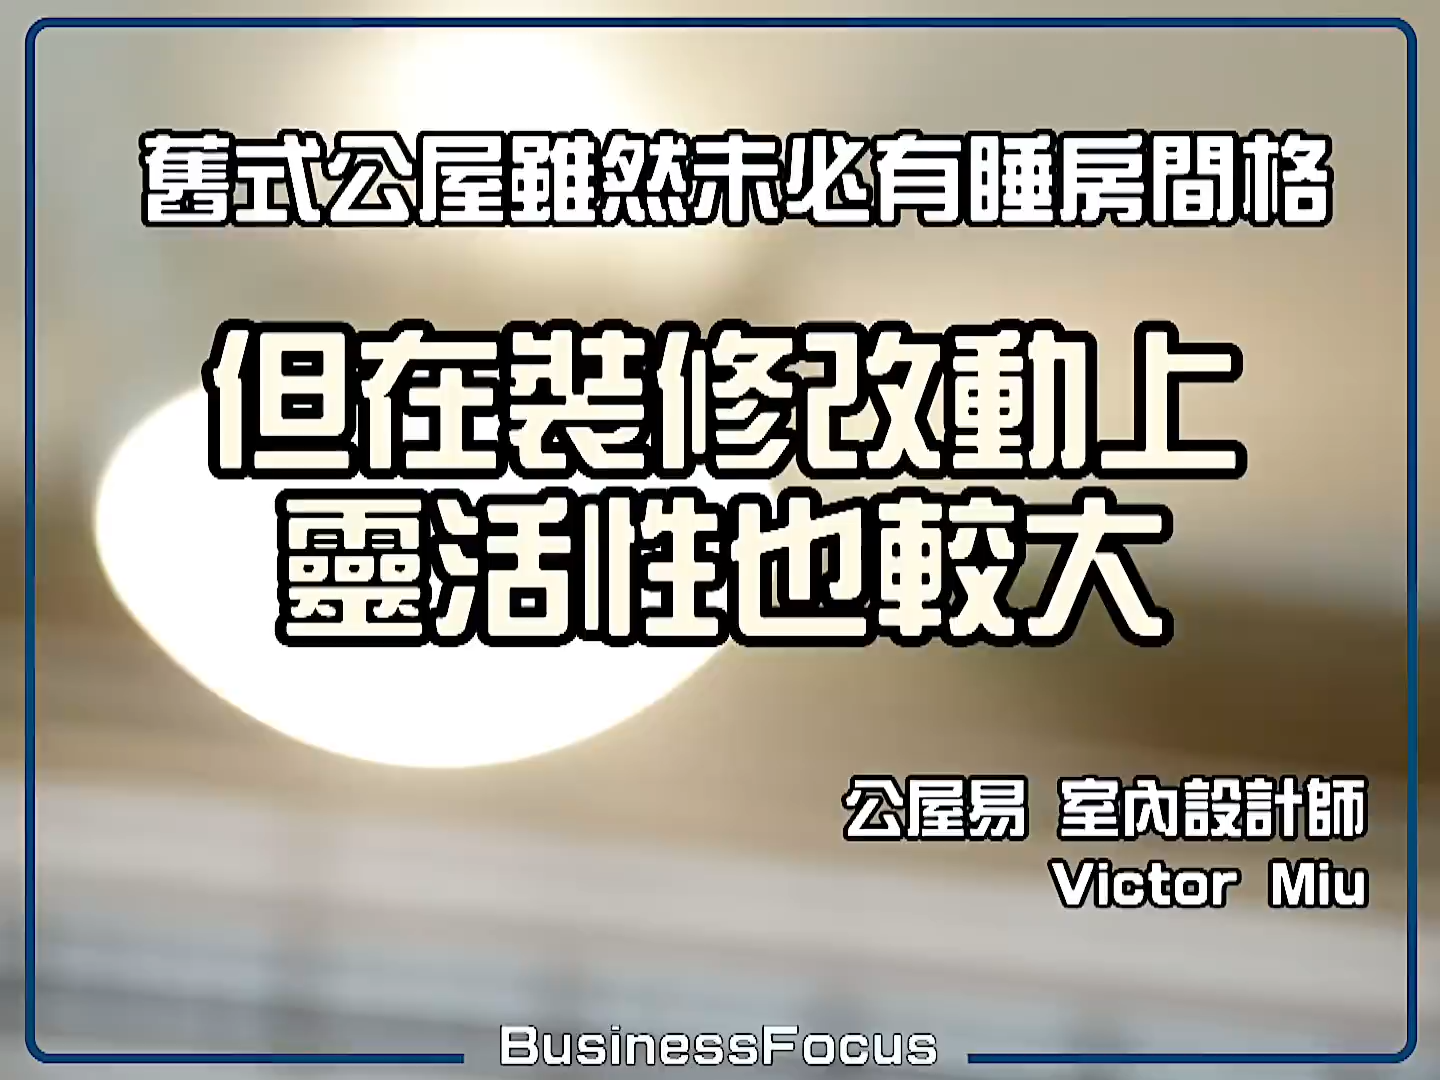 舊式公屋雖然未必有睡房間格
但在裝修改動上
靈活性也較大
公屋易 室內設計師
Victor Miu
BusinessFocus